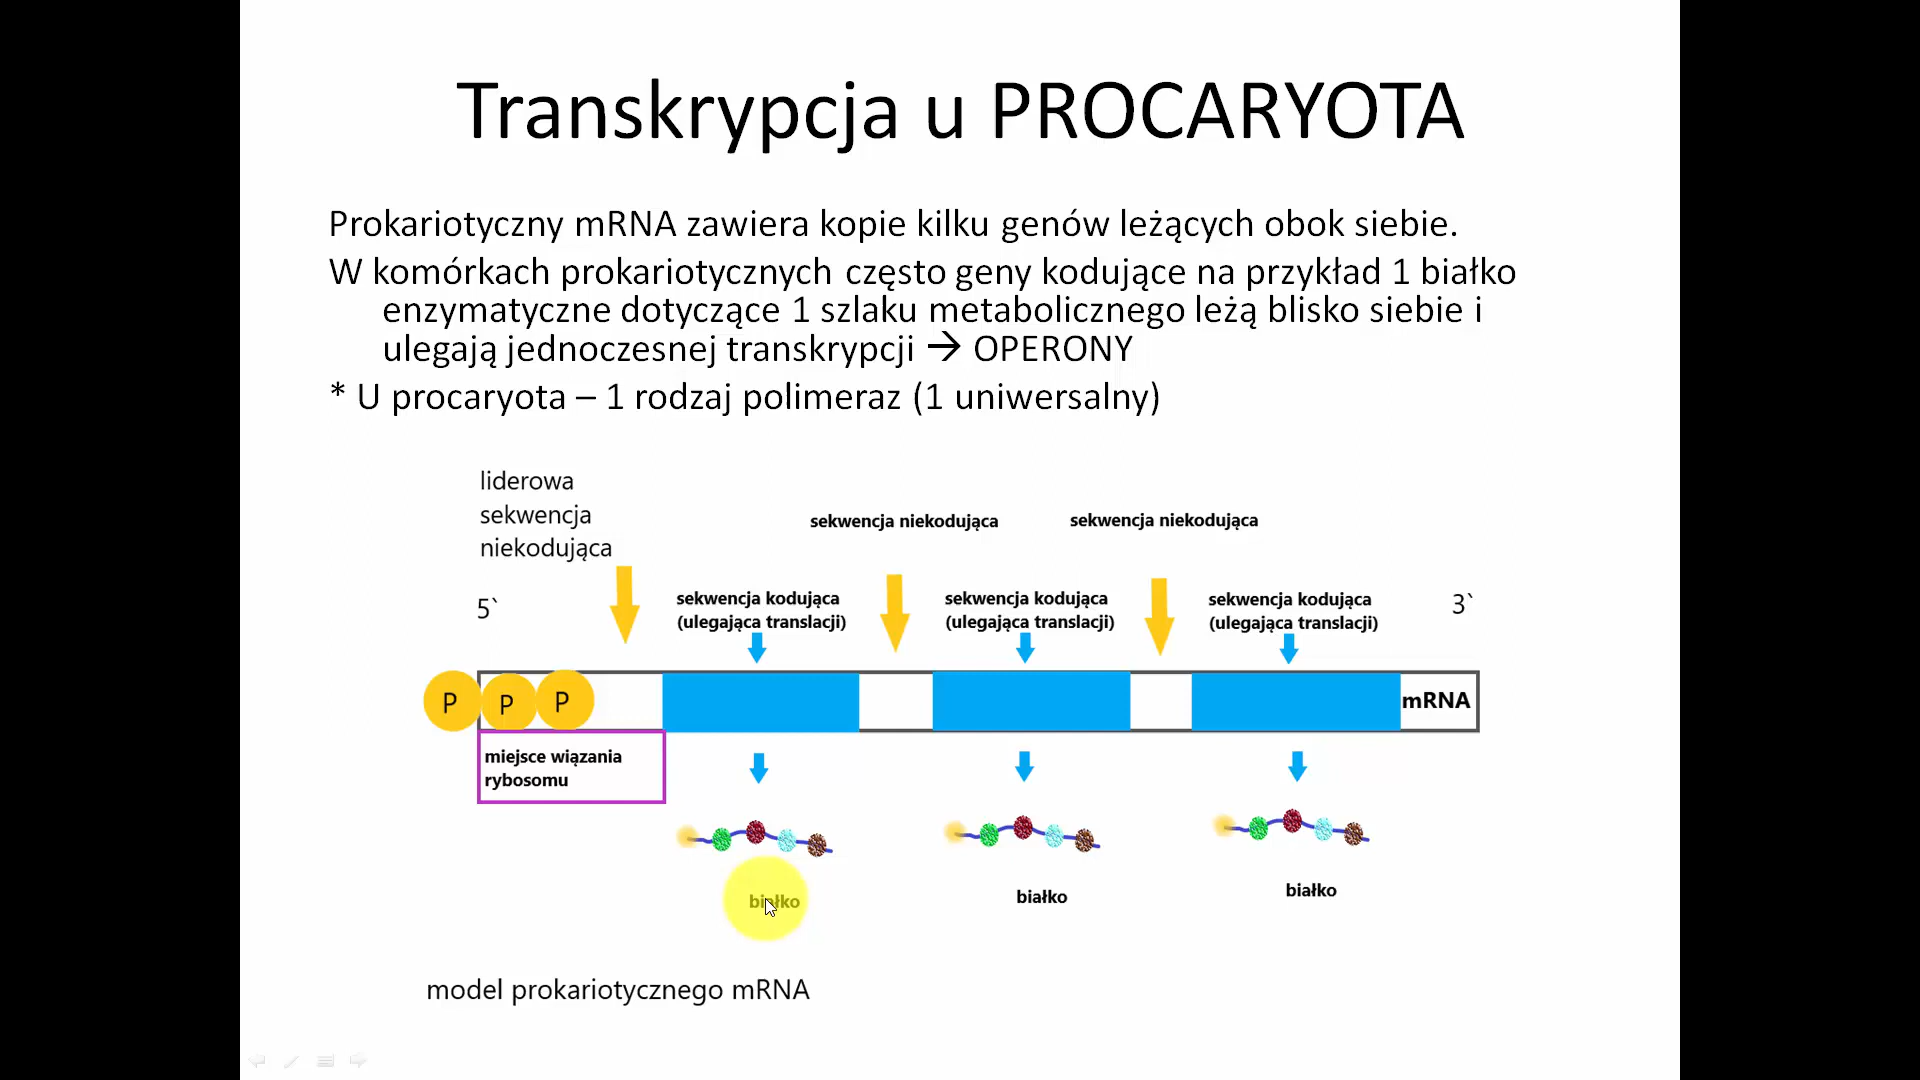 Transkrypcja u PROCARYOTA
Prokariotyczny mRNA zawiera kopie kilku genów leżących obok siebie.
W komórkach prokariotycznych często geny kodujące na przykład 1 białko
enzymatyczne dotyczące 1 szlaku metabolicznego leżą blisko siebie i
ulegają jednoczesnej transkrypcji → OPERONY
* U procaryota – 1 rodzaj polimeraz (1 uniwersalny)
liderowa
sekwencja
niekodująca
sekwencja niekodująca
sekwencja niekodująca
5`
sekwencja kodująca
(ulegająca translacji)
sekwencja kodująca
(ulegająca translacji)
sekwencja kodująca
(ulegająca translacji)
3`
P P P
mRNA
miejsce wiązania
rybosomu
białko
białko
białko
model prokariotycznego mRNA